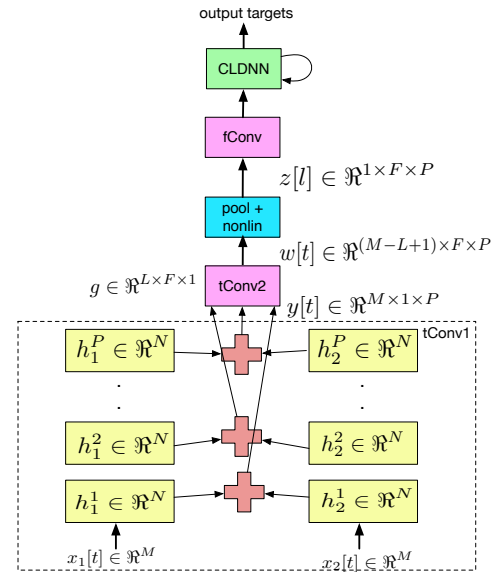 output targets
CLDNN
fConv
z[l] ∈ ℜ^{1×F×P}
pool +
nonlin
w[t] ∈ ℜ^{(M−L+1)×F×P}
g ∈ ℜ^{L×F×1}
tConv2
y[t] ∈ ℜ^{M×1×P}
tConv1
h_1^P ∈ ℜ^N
h_2^P ∈ ℜ^N
h_1^2 ∈ ℜ^N
h_2^2 ∈ ℜ^N
h_1^1 ∈ ℜ^N
h_2^1 ∈ ℜ^N
x_1[t] ∈ ℜ^M
x_2[t] ∈ ℜ^M